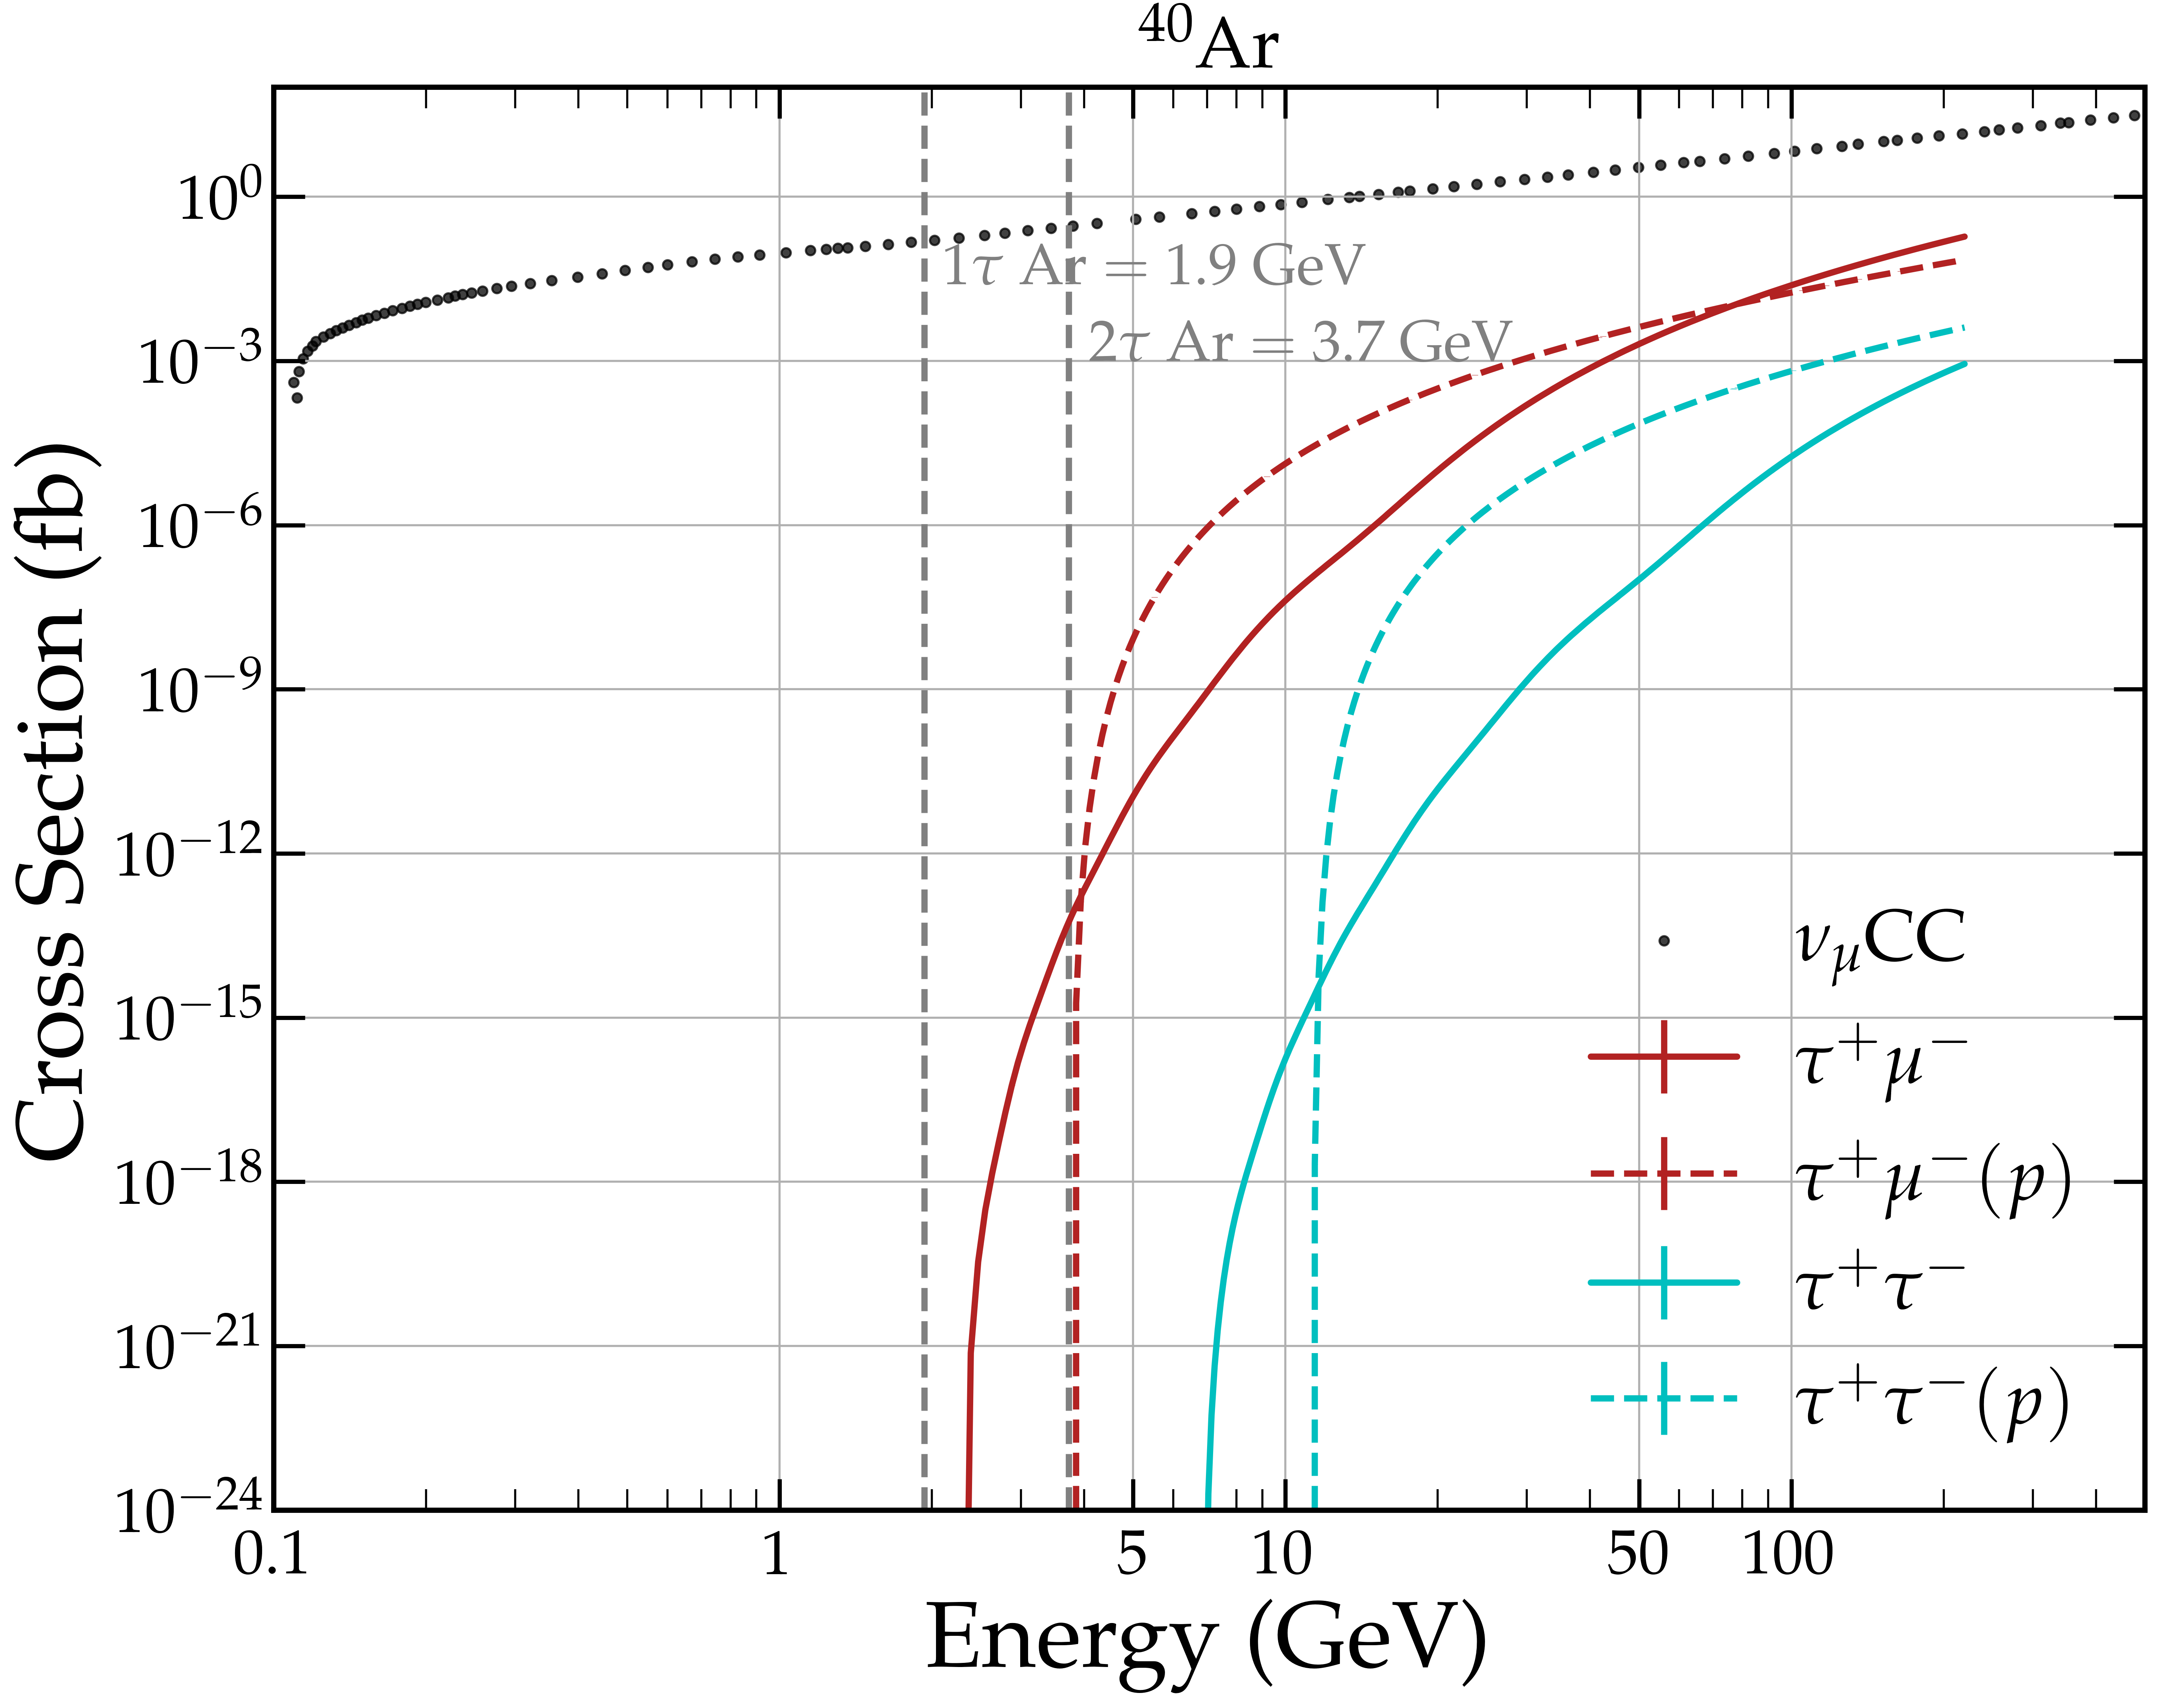 ⁴⁰Ar
Cross Section (fb)
10⁰
10⁻³
10⁻⁶
10⁻⁹
10⁻¹²
10⁻¹⁵
10⁻¹⁸
10⁻²¹
10⁻²⁴
1τ Ar = 1.9 GeV
2τ Ar = 3.7 GeV
ν_μCC
τ⁺μ⁻
τ⁺μ⁻(p)
τ⁺τ⁻
τ⁺τ⁻(p)
0.1 1 5 10 50 100
Energy (GeV)